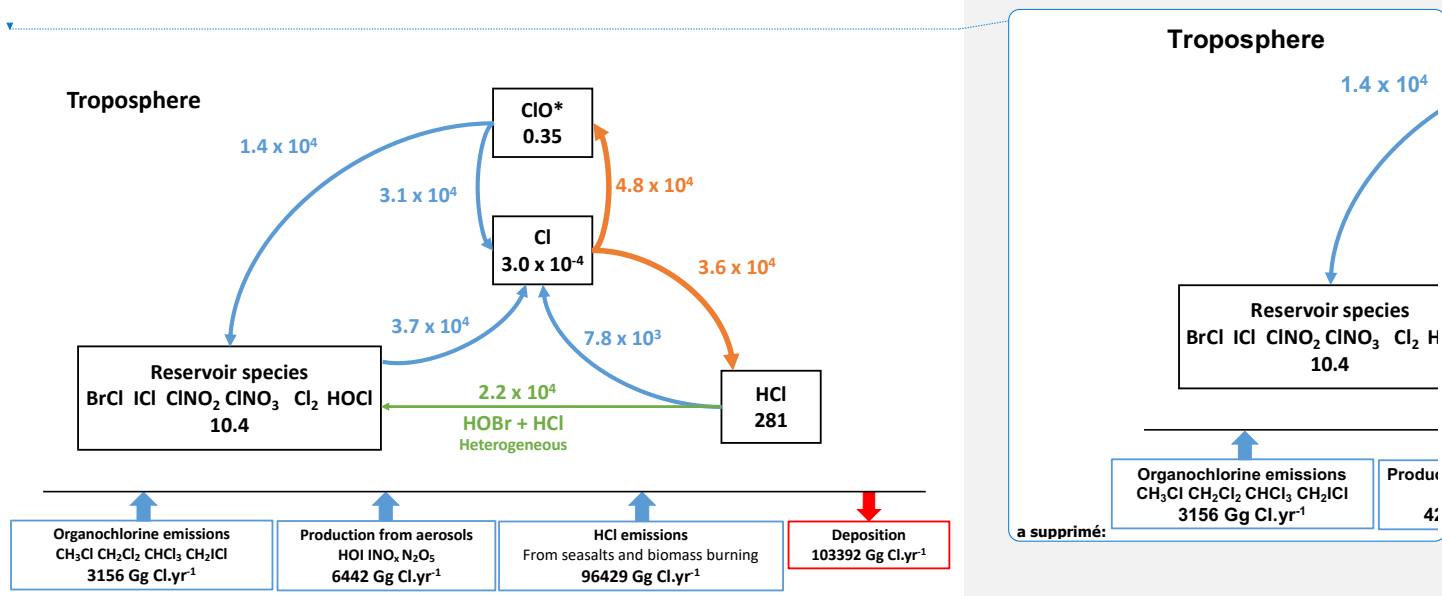 Troposphere
ClO*
0.35
1.4 x 10⁴
3.1 x 10⁴
4.8 x 10⁴
Cl
3.0 x 10⁻⁴
3.6 x 10⁴
3.7 x 10⁴
7.8 x 10³
Reservoir species
BrCl ICl ClNO₂ ClNO₃ Cl₂ HOCl
10.4
2.2 x 10⁴
HOBr + HCl
Heterogeneous
HCl
281
Organochlorine emissions
CH₃Cl CH₂Cl₂ CHCl₃ CH₂ICl
3156 Gg Cl.yr⁻¹
Production from aerosols
HOI INOₓ N₂O₅
6442 Gg Cl.yr⁻¹
HCl emissions
From seasalts and biomass burning
96429 Gg Cl.yr⁻¹
Deposition
103392 Gg Cl.yr⁻¹
Troposphere
1.4 x 10⁴
Reservoir species
BrCl ICl ClNO₂ ClNO₃ Cl₂ H
10.4
Organochlorine emissions
CH₃Cl CH₂Cl₂ CHCl₃ CH₂ICl
3156 Gg Cl.yr⁻¹
Produc
42
a supprimé: